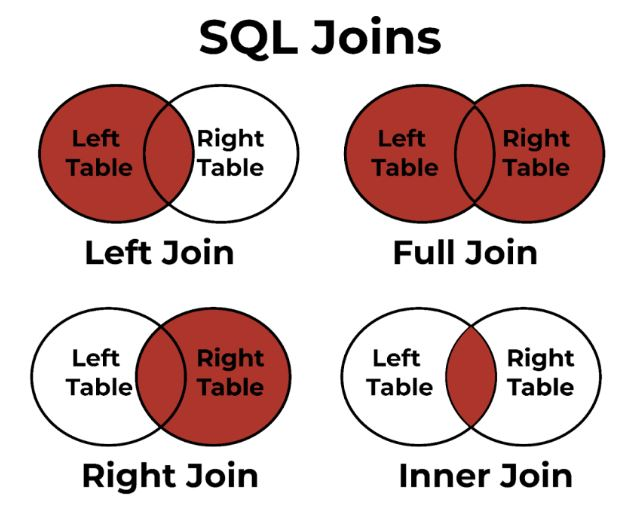 SQL Joins
Left
Table
Right
Table
Left Join
Left
Table
Right
Table
Full Join
Left
Table
Right
Table
Right Join
Left
Table
Right
Table
Inner Join